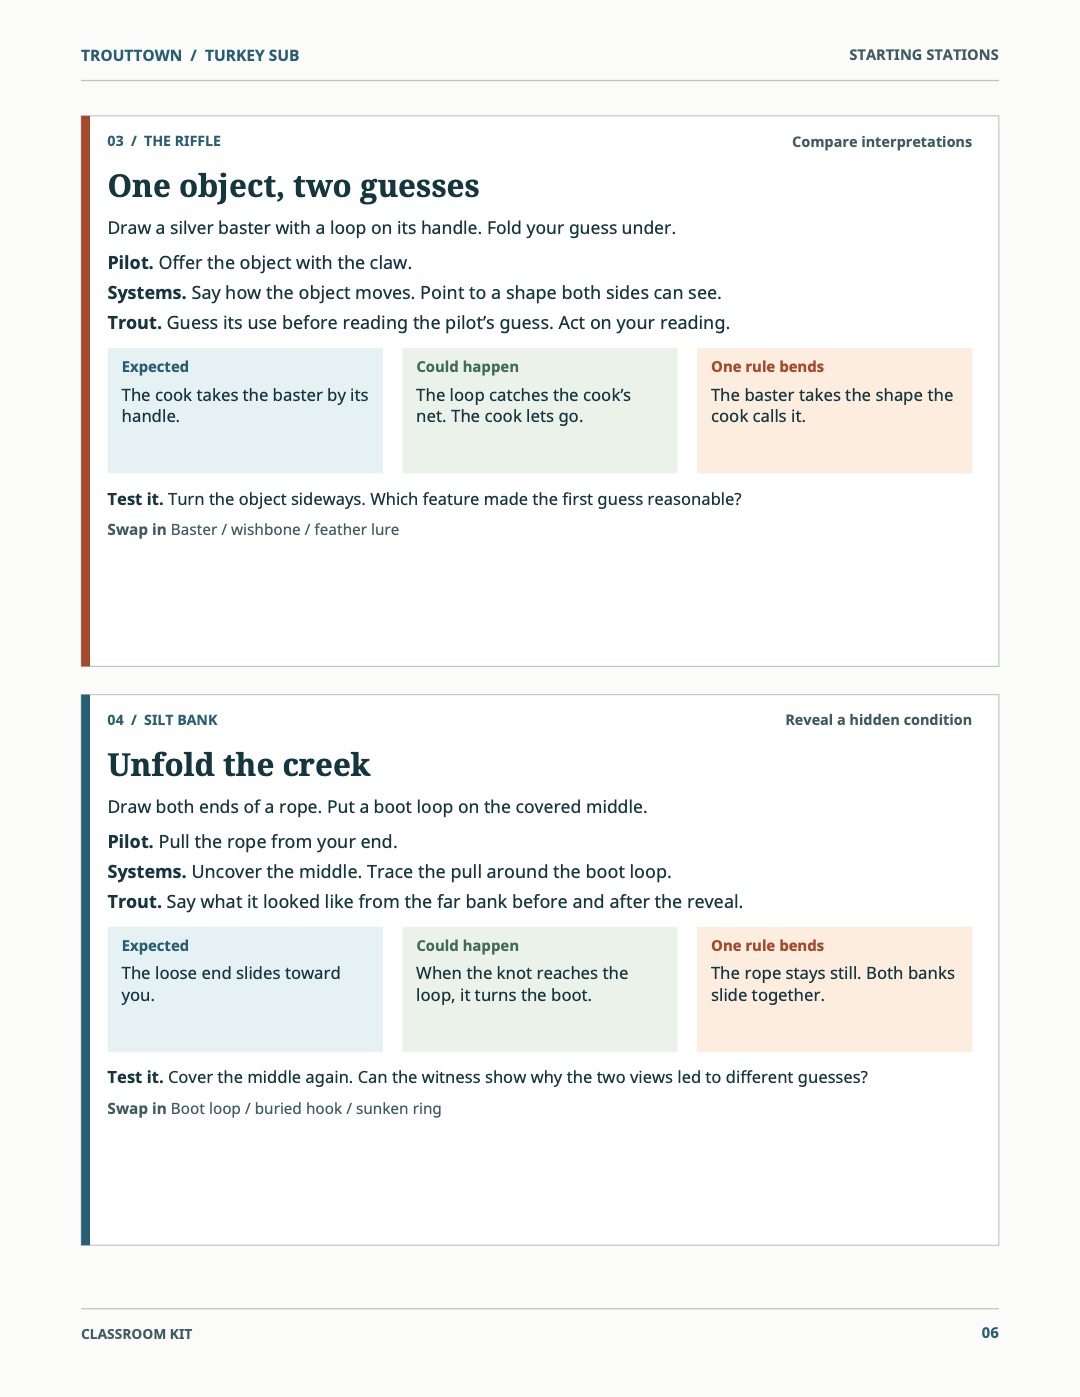 TROUTTOWN / TURKEY SUB
STARTING STATIONS
03 / THE RIFFLE
Compare interpretations
One object, two guesses
Draw a silver baster with a loop on its handle. Fold your guess under.
Pilot. Offer the object with the claw.
Systems. Say how the object moves. Point to a shape both sides can see.
Trout. Guess its use before reading the pilot’s guess. Act on your reading.
Expected
The cook takes the baster by its
handle.
Could happen
The loop catches the cook’s
net. The cook lets go.
One rule bends
The baster takes the shape the
cook calls it.
Test it. Turn the object sideways. Which feature made the first guess reasonable?
Swap in Baster / wishbone / feather lure
04 / SILT BANK
Reveal a hidden condition
Unfold the creek
Draw both ends of a rope. Put a boot loop on the covered middle.
Pilot. Pull the rope from your end.
Systems. Uncover the middle. Trace the pull around the boot loop.
Trout. Say what it looked like from the far bank before and after the reveal.
Expected
The loose end slides toward
you.
Could happen
When the knot reaches the
loop, it turns the boot.
One rule bends
The rope stays still. Both banks
slide together.
Test it. Cover the middle again. Can the witness show why the two views led to different guesses?
Swap in Boot loop / buried hook / sunken ring
CLASSROOM KIT
06